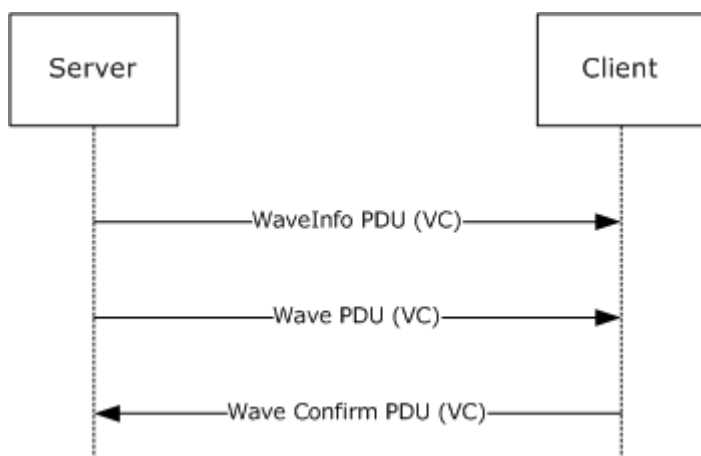 Server
Client
WaveInfo PDU (VC)
Wave PDU (VC)
Wave Confirm PDU (VC)